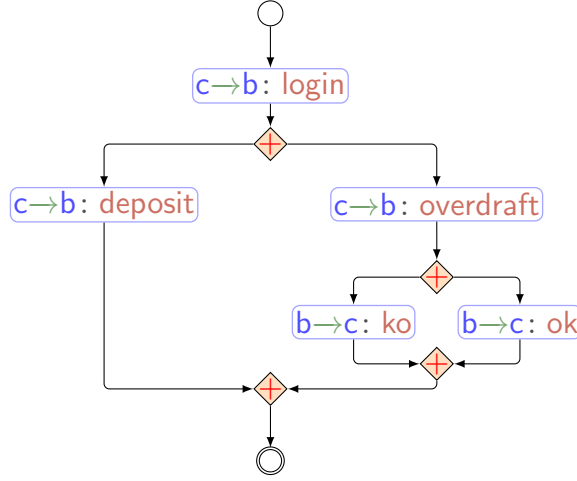 c→b: login
c→b: deposit
c→b: overdraft
b→c: ko
b→c: ok